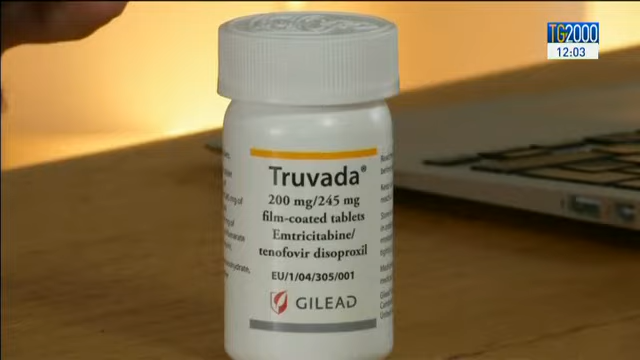 TG2000
12:03
Truvada®
200 mg/245 mg
film-coated tablets
Emtricitabine/
tenofovir disoproxil
EU/1/04/305/001
GILEAD